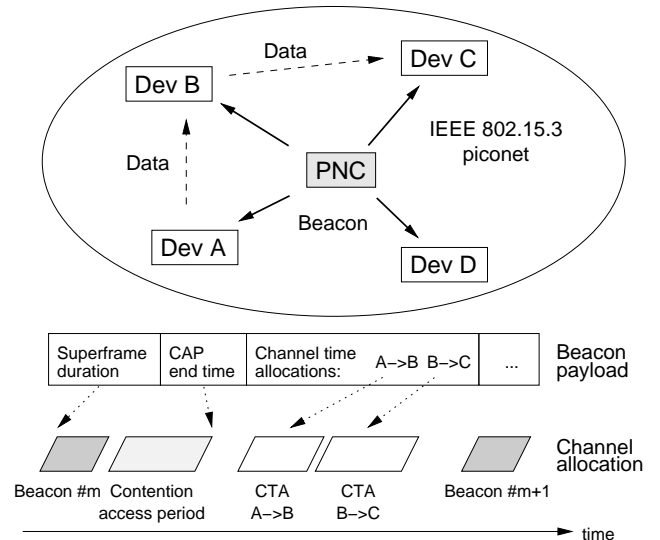 Data
Dev B
Dev C
IEEE 802.15.3
piconet
Data
PNC
Beacon
Dev A
Dev D
Superframe
duration
CAP
end time
Channel time
allocations:
A->B B->C
...
Beacon
payload
Channel
allocation
Beacon #m
Contention
access period
CTA
A->B
CTA
B->C
Beacon #m+1
time